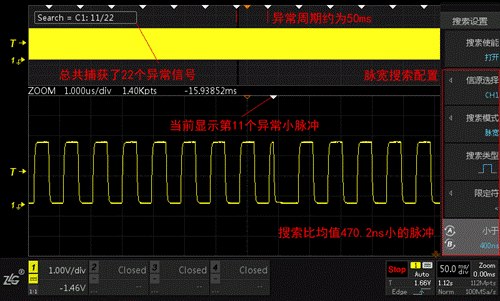 Search = C1: 11/22
异常周期约为50ms
T
1
总共捕获了22个异常信号
脉宽搜索配置
ZOOM 1.000us/div 1.40Kpts -15.93852ms
当前显示第11个异常小脉冲
T
1
搜索比均值470.2ns小的脉冲
搜索设置
搜索使能
打开
信源选择
CH1
搜索模式
脉宽
搜索类型
限定符
<
A 小于
B 400ns
ZLG
1 1.00V/div
-1.46V
1:1
2 Closed
3 Closed
4 Closed
Stop 1 Auto
T 1.66V
Edge
50.0 ms/div
1.12s
Norm
Zoom
0.00ms
112Mpts
100MSa/s